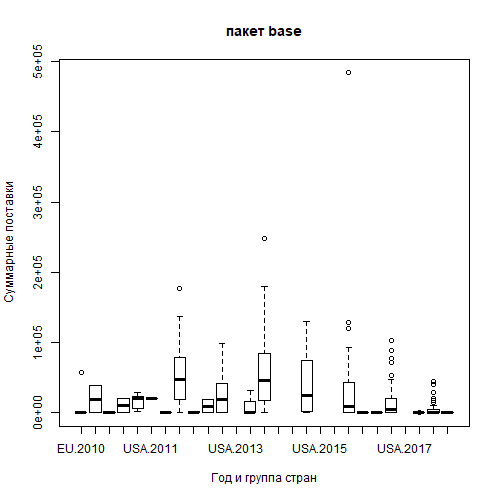 пакет base
Суммарные поставки
5e+05
4e+05
3e+05
2e+05
1e+05
0e+00
EU.2010 USA.2011 USA.2013 USA.2015 USA.2017
Год и группа стран